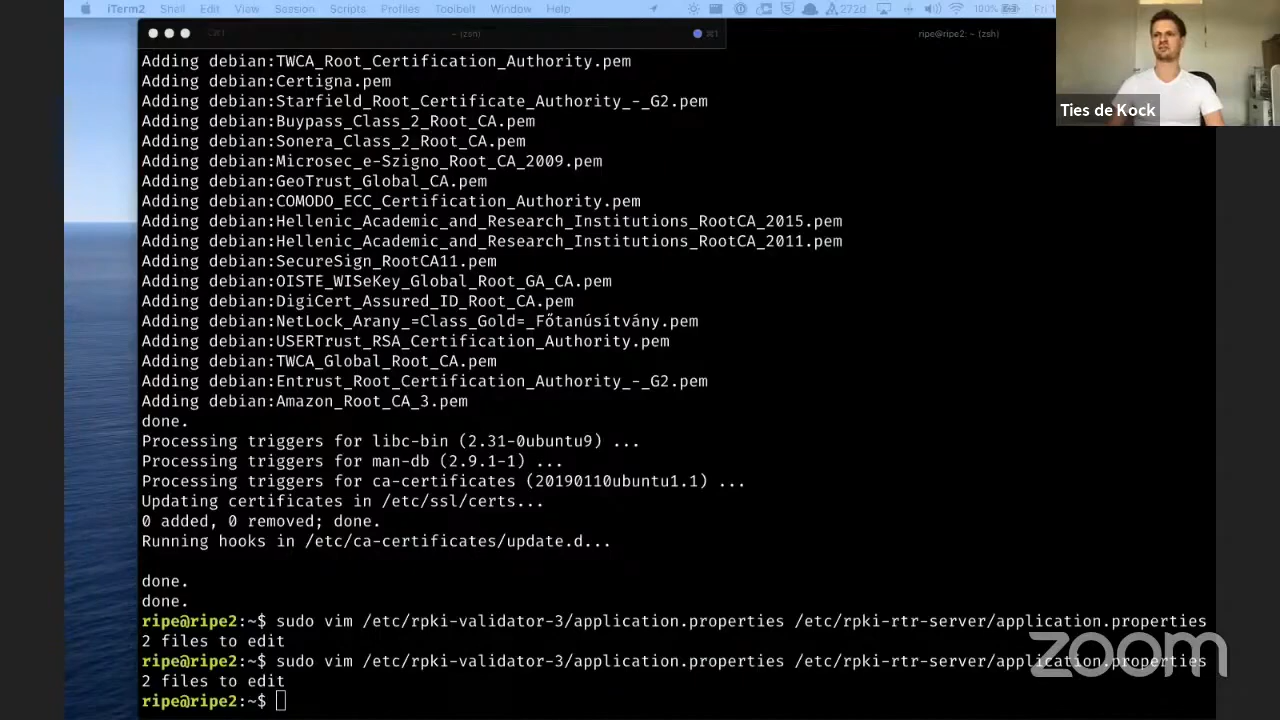 iTerm2 Shell Edit View Session Scripts Profiles Toolbelt Window Help 272d 100% Fri 1
~ (zsh) ⌘1 ripe@ripe2: ~ (zsh)
Adding debian:TWCA_Root_Certification_Authority.pem
Adding debian:Certigna.pem
Adding debian:Starfield_Root_Certificate_Authority_-_G2.pem
Ties de Kock
Adding debian:Buypass_Class_2_Root_CA.pem
Adding debian:Sonera_Class_2_Root_CA.pem
Adding debian:Microsec_e-Szigno_Root_CA_2009.pem
Adding debian:GeoTrust_Global_CA.pem
Adding debian:COMODO_ECC_Certification_Authority.pem
Adding debian:Hellenic_Academic_and_Research_Institutions_RootCA_2015.pem
Adding debian:Hellenic_Academic_and_Research_Institutions_RootCA_2011.pem
Adding debian:SecureSign_RootCA11.pem
Adding debian:OISTE_WISeKey_Global_Root_GA_CA.pem
Adding debian:DigiCert_Assured_ID_Root_CA.pem
Adding debian:NetLock_Arany_=Class_Gold=_Főtanúsítvány.pem
Adding debian:USERTrust_RSA_Certification_Authority.pem
Adding debian:TWCA_Global_Root_CA.pem
Adding debian:Entrust_Root_Certification_Authority_-_G2.pem
Adding debian:Amazon_Root_CA_3.pem
done.
Processing triggers for libc-bin (2.31-0ubuntu9) ...
Processing triggers for man-db (2.9.1-1) ...
Processing triggers for ca-certificates (20190110ubuntu1.1) ...
Updating certificates in /etc/ssl/certs...
0 added, 0 removed; done.
Running hooks in /etc/ca-certificates/update.d...
done.
done.
ripe@ripe2:~$ sudo vim /etc/rpki-validator-3/application.properties /etc/rpki-rtr-server/application.properties
2 files to edit
ripe@ripe2:~$ sudo vim /etc/rpki-validator-3/application.properties /etc/rpki-rtr-server/application.properties
2 files to edit
ripe@ripe2:~$
zoom